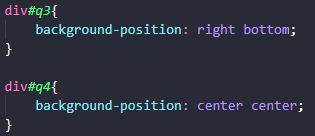 div#q3{
    background-position: right bottom;
}
div#q4{
    background-position: center center;
}